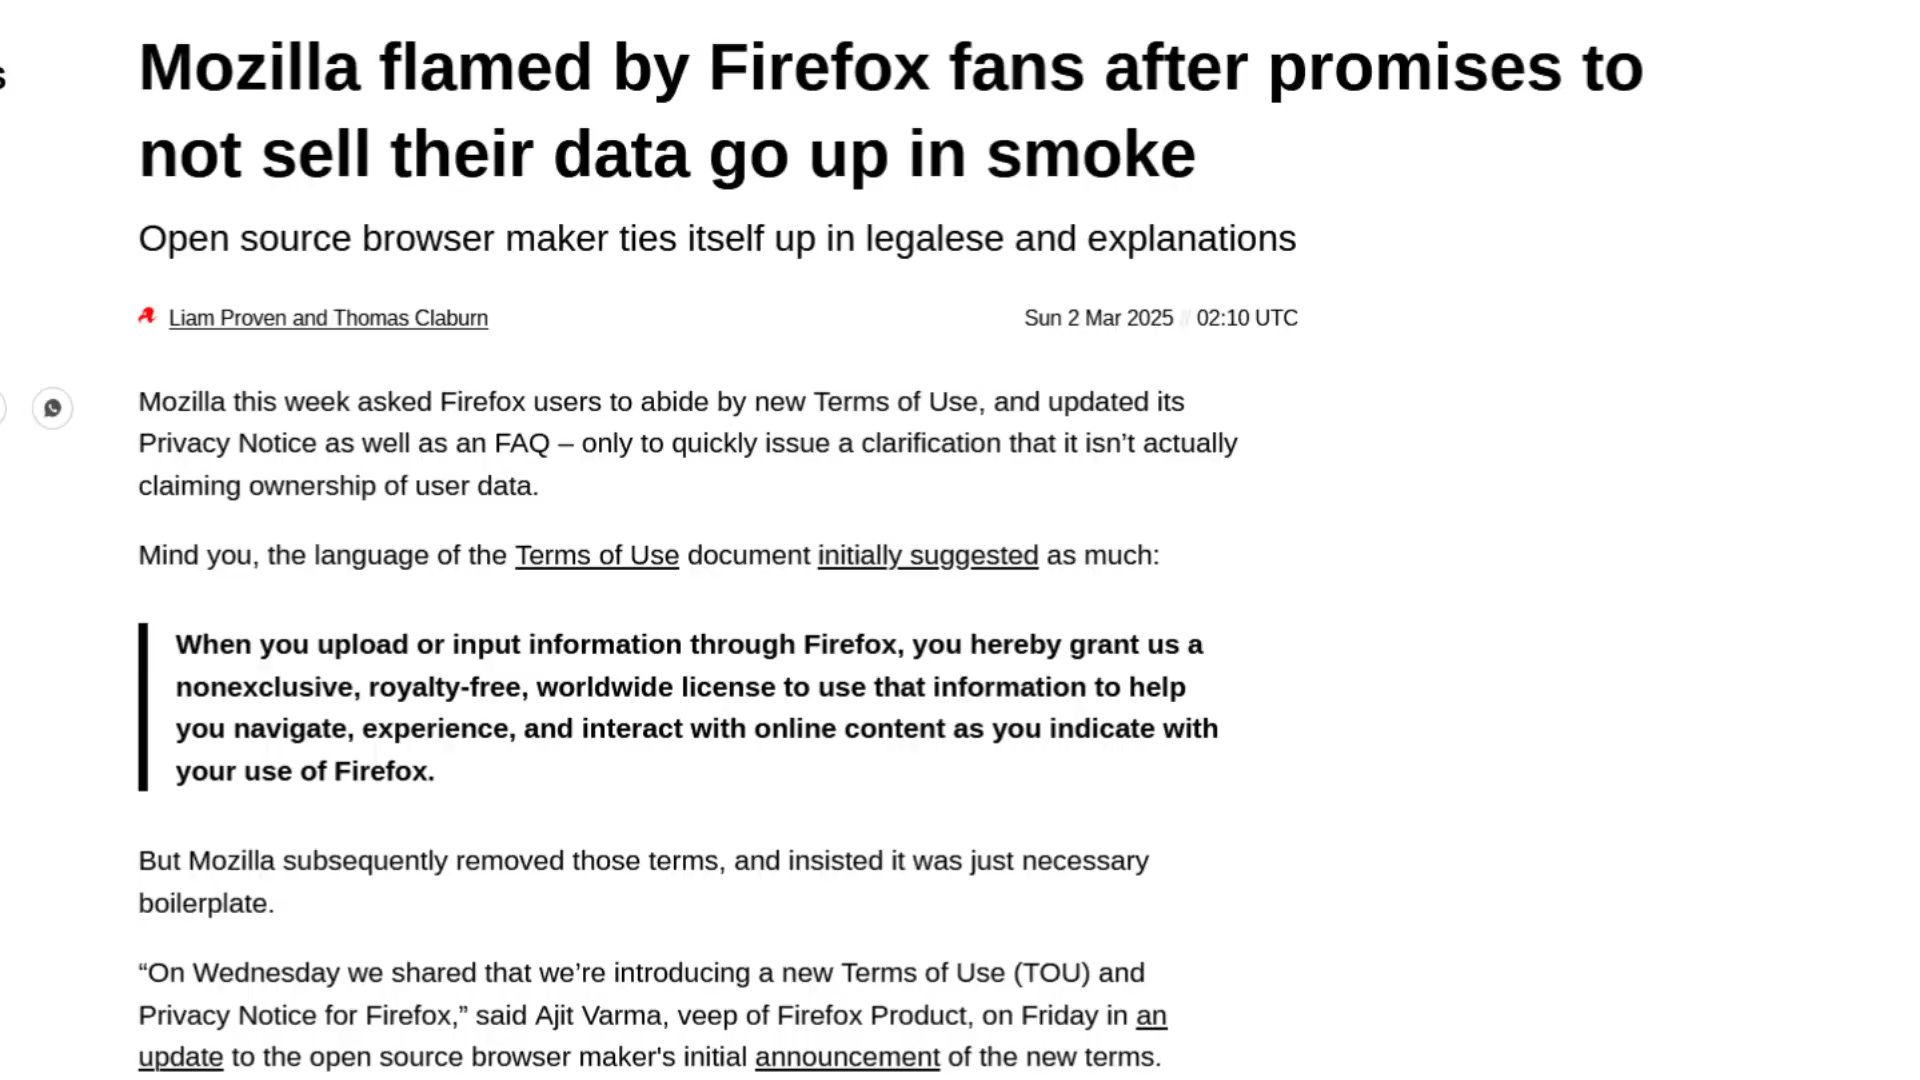 Mozilla flamed by Firefox fans after promises to
not sell their data go up in smoke
Open source browser maker ties itself up in legalese and explanations
Liam Proven and Thomas Claburn
Sun 2 Mar 2025 // 02:10 UTC
Mozilla this week asked Firefox users to abide by new Terms of Use, and updated its
Privacy Notice as well as an FAQ – only to quickly issue a clarification that it isn’t actually
claiming ownership of user data.
Mind you, the language of the Terms of Use document initially suggested as much:
When you upload or input information through Firefox, you hereby grant us a
nonexclusive, royalty-free, worldwide license to use that information to help
you navigate, experience, and interact with online content as you indicate with
your use of Firefox.
But Mozilla subsequently removed those terms, and insisted it was just necessary
boilerplate.
“On Wednesday we shared that we’re introducing a new Terms of Use (TOU) and
Privacy Notice for Firefox,” said Ajit Varma, veep of Firefox Product, on Friday in an
update to the open source browser maker's initial announcement of the new terms.